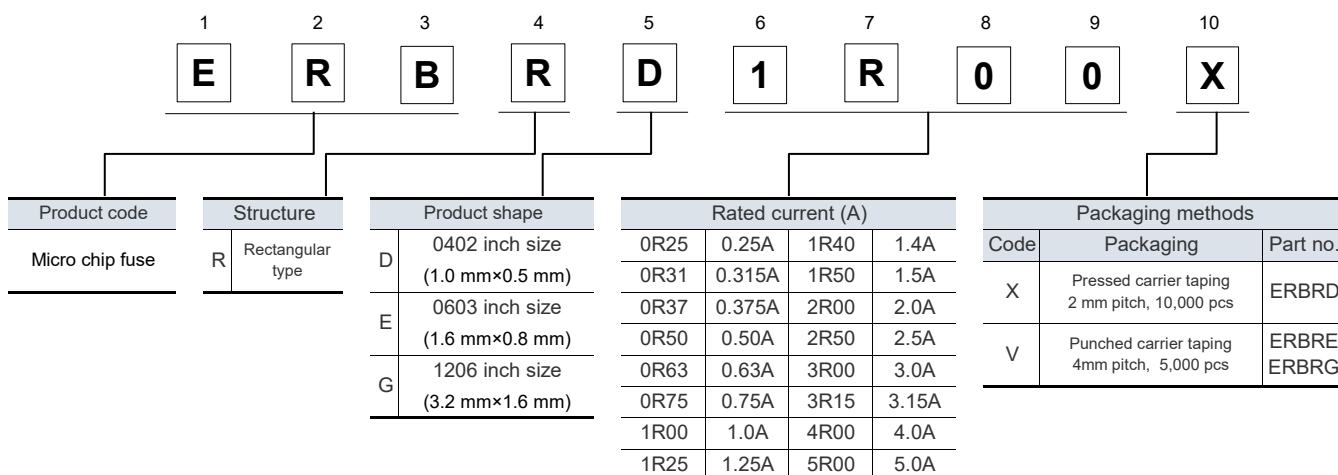 1 2 3 4 5 6 7 8 9 10
E R B R D 1 R 0 0 X
Product code
Micro chip fuse
Structure
R Rectangular
type
Product shape
D 0402 inch size
(1.0 mm×0.5 mm)
E 0603 inch size
(1.6 mm×0.8 mm)
G 1206 inch size
(3.2 mm×1.6 mm)
Rated current (A)
0R25 0.25A 1R40 1.4A
0R31 0.315A 1R50 1.5A
0R37 0.375A 2R00 2.0A
0R50 0.50A 2R50 2.5A
0R63 0.63A 3R00 3.0A
0R75 0.75A 3R15 3.15A
1R00 1.0A 4R00 4.0A
1R25 1.25A 5R00 5.0A
Packaging methods
Code Packaging Part no.
X Pressed carrier taping
2 mm pitch, 10,000 pcs
ERBRD
V Punched carrier taping
4mm pitch, 5,000 pcs
ERBRE
ERBRG